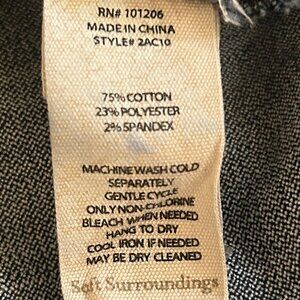 RN# 101206
MADE IN CHINA
STYLE# 2AC10
75% COTTON
23% POLYESTER
2% SPANDEX
MACHINE WASH COLD
SEPARATELY
GENTLE CYCLE
ONLY NON-CHLORINE
BLEACH WHEN NEEDED
HANG TO DRY
COOL IRON IF NEEDED
MAY BE DRY CLEANED
Soft Surroundings